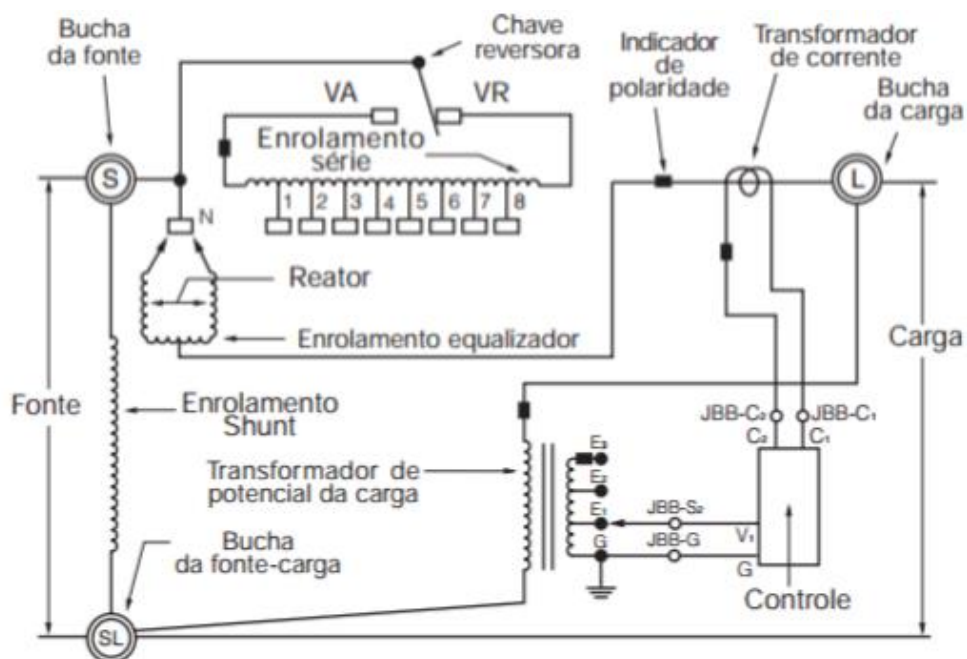 Bucha
da fonte
Chave
reversora
Indicador
de
polaridade
Transformador
de corrente
Bucha
da carga
VA
VR
Enrolamento
série
S
L
1 2 3 4 5 6 7 8
N
Reator
Enrolamento equalizador
Carga
Fonte
Enrolamento
Shunt
JBB-C₂
JBB-C₁
C₂
C₁
Transformador de
potencial da carga
E₃
E₂
E₁
JBB-S₂
V₁
G
JBB-G
G
Bucha
da fonte-carga
Controle
SL